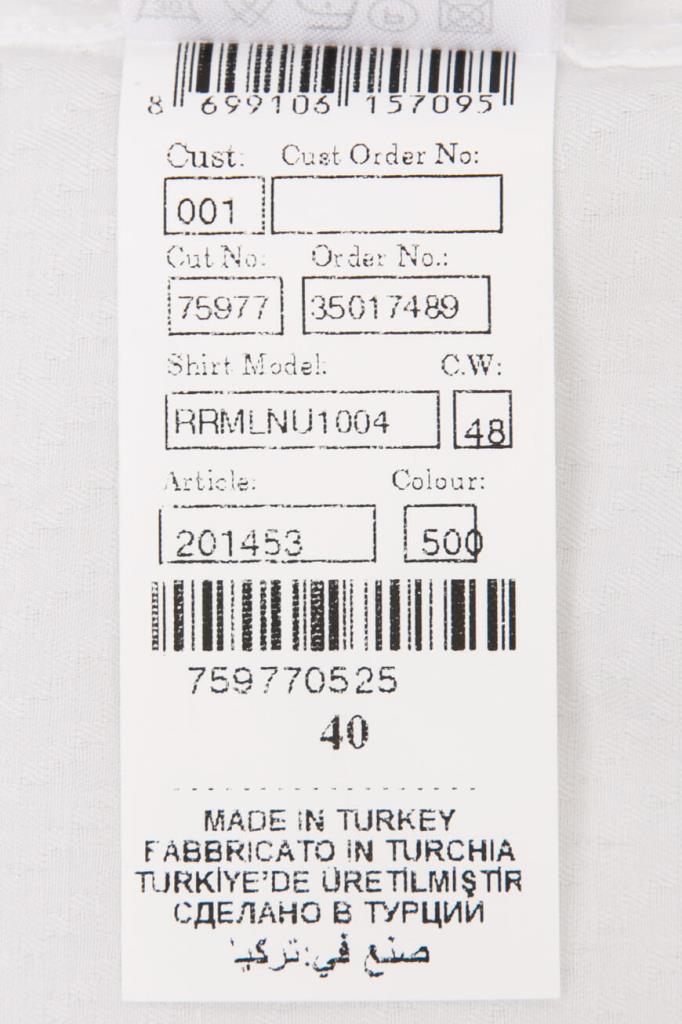 8 699106 157095
Cust: Cust Order No:
001
Cut No: Order No.:
75977 35017489
Shirt Model: C.W:
RRMLNU1004 48
Article: Colour:
201453 500
759770525
40
MADE IN TURKEY
FABBRICATO IN TURCHIA
TÜRKİYE'DE ÜRETİLMİŞTİR
СДЕЛАНО В ТУРЦИИ
صنع في: تركيا